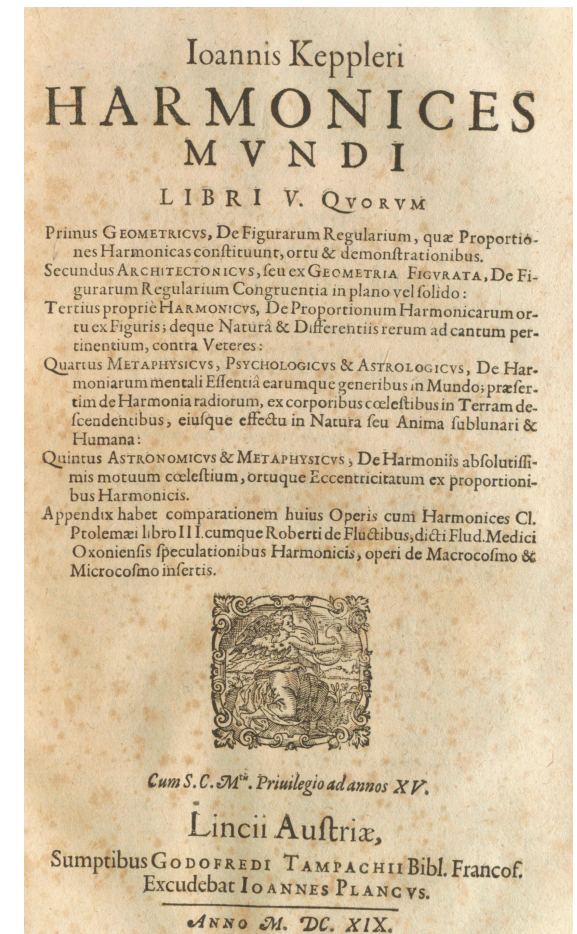 Ioannis Keppleri
HARMONICES
MVNDI
LIBRI V. QVORVM
Primus GEOMETRICVS, De Figurarum Regularium, quæ Proportio-
nes Harmonicas conſtituunt, ortu & demonſtrationibus.
Secundus ARCHITECTONICVS, ſeu ex GEOMETRIA FIGVRATA, De Fi-
gurarum Regularium Congruentia in plano vel ſolido:
Tertius propriè HARMONICVS, De Proportionum Harmonicarum or-
tu ex Figuris; deque Naturâ & Differentiis rerum ad cantum per-
tinentium, contra Veteres:
Quartus METAPHYSICVS, PSYCHOLOGICVS & ASTROLOGICVS, De Har-
moniarum mentali Eſſentiâ earumque generibus in Mundo; præſer-
tim de Harmonia radiorum, ex corporibus cœleſtibus in Terram de-
ſcendentibus, eiuſque effectu in Natura ſeu Anima ſublunari &
Humana:
Quintus ASTRONOMICVS & METAPHYSICVS, De Harmoniis abſolutiſſi-
mis motuum cœleſtium, ortuque Eccentricitatum ex proportioni-
bus Harmonicis.
Appendix habet comparationem huius Operis cum Harmonices Cl.
Ptolemæi libro III. cumque Roberti de Fluctibus, dicti Flud. Medici
Oxonienſis ſpeculationibus Harmonicis, operi de Macrocoſmo &
Microcoſmo inſertis.
Cum S. C. Mtis. Priuilegio ad annos XV.
Lincii Auſtriæ,
Sumptibus GODOFREDI TAMPACHII Bibl. Francof.
Excudebat IOANNES PLANCVS.
ANNO M. DC. XIX.